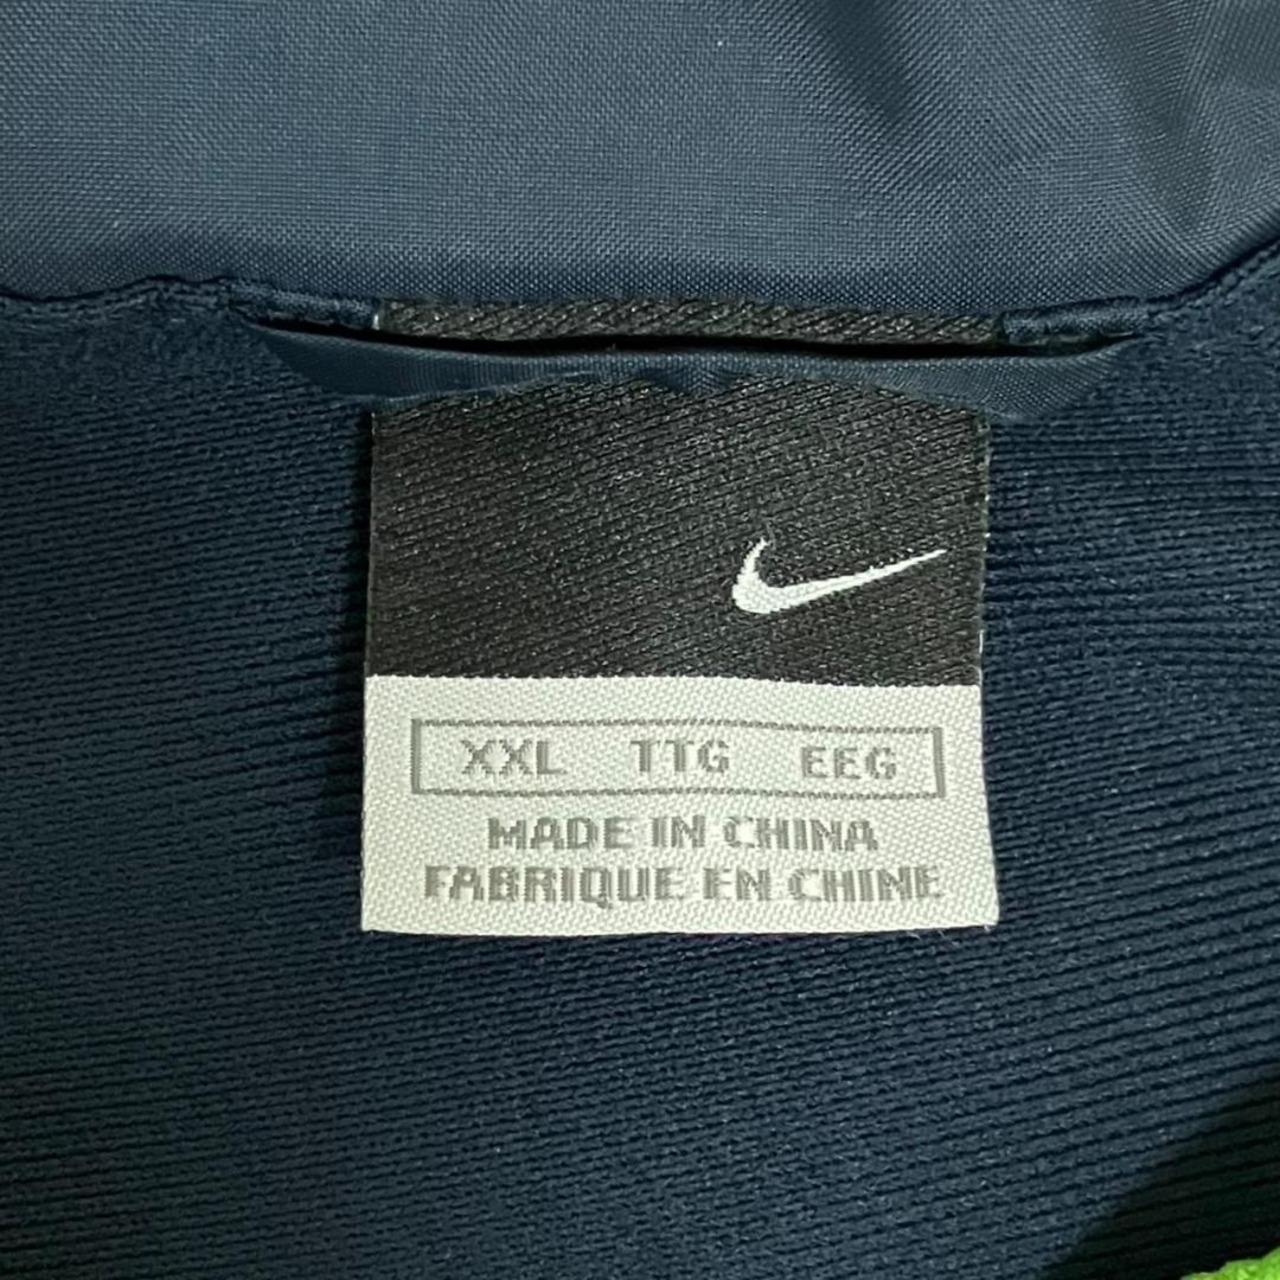 XXL TTG EEG
MADE IN CHINA
FABRIQUE EN CHINE